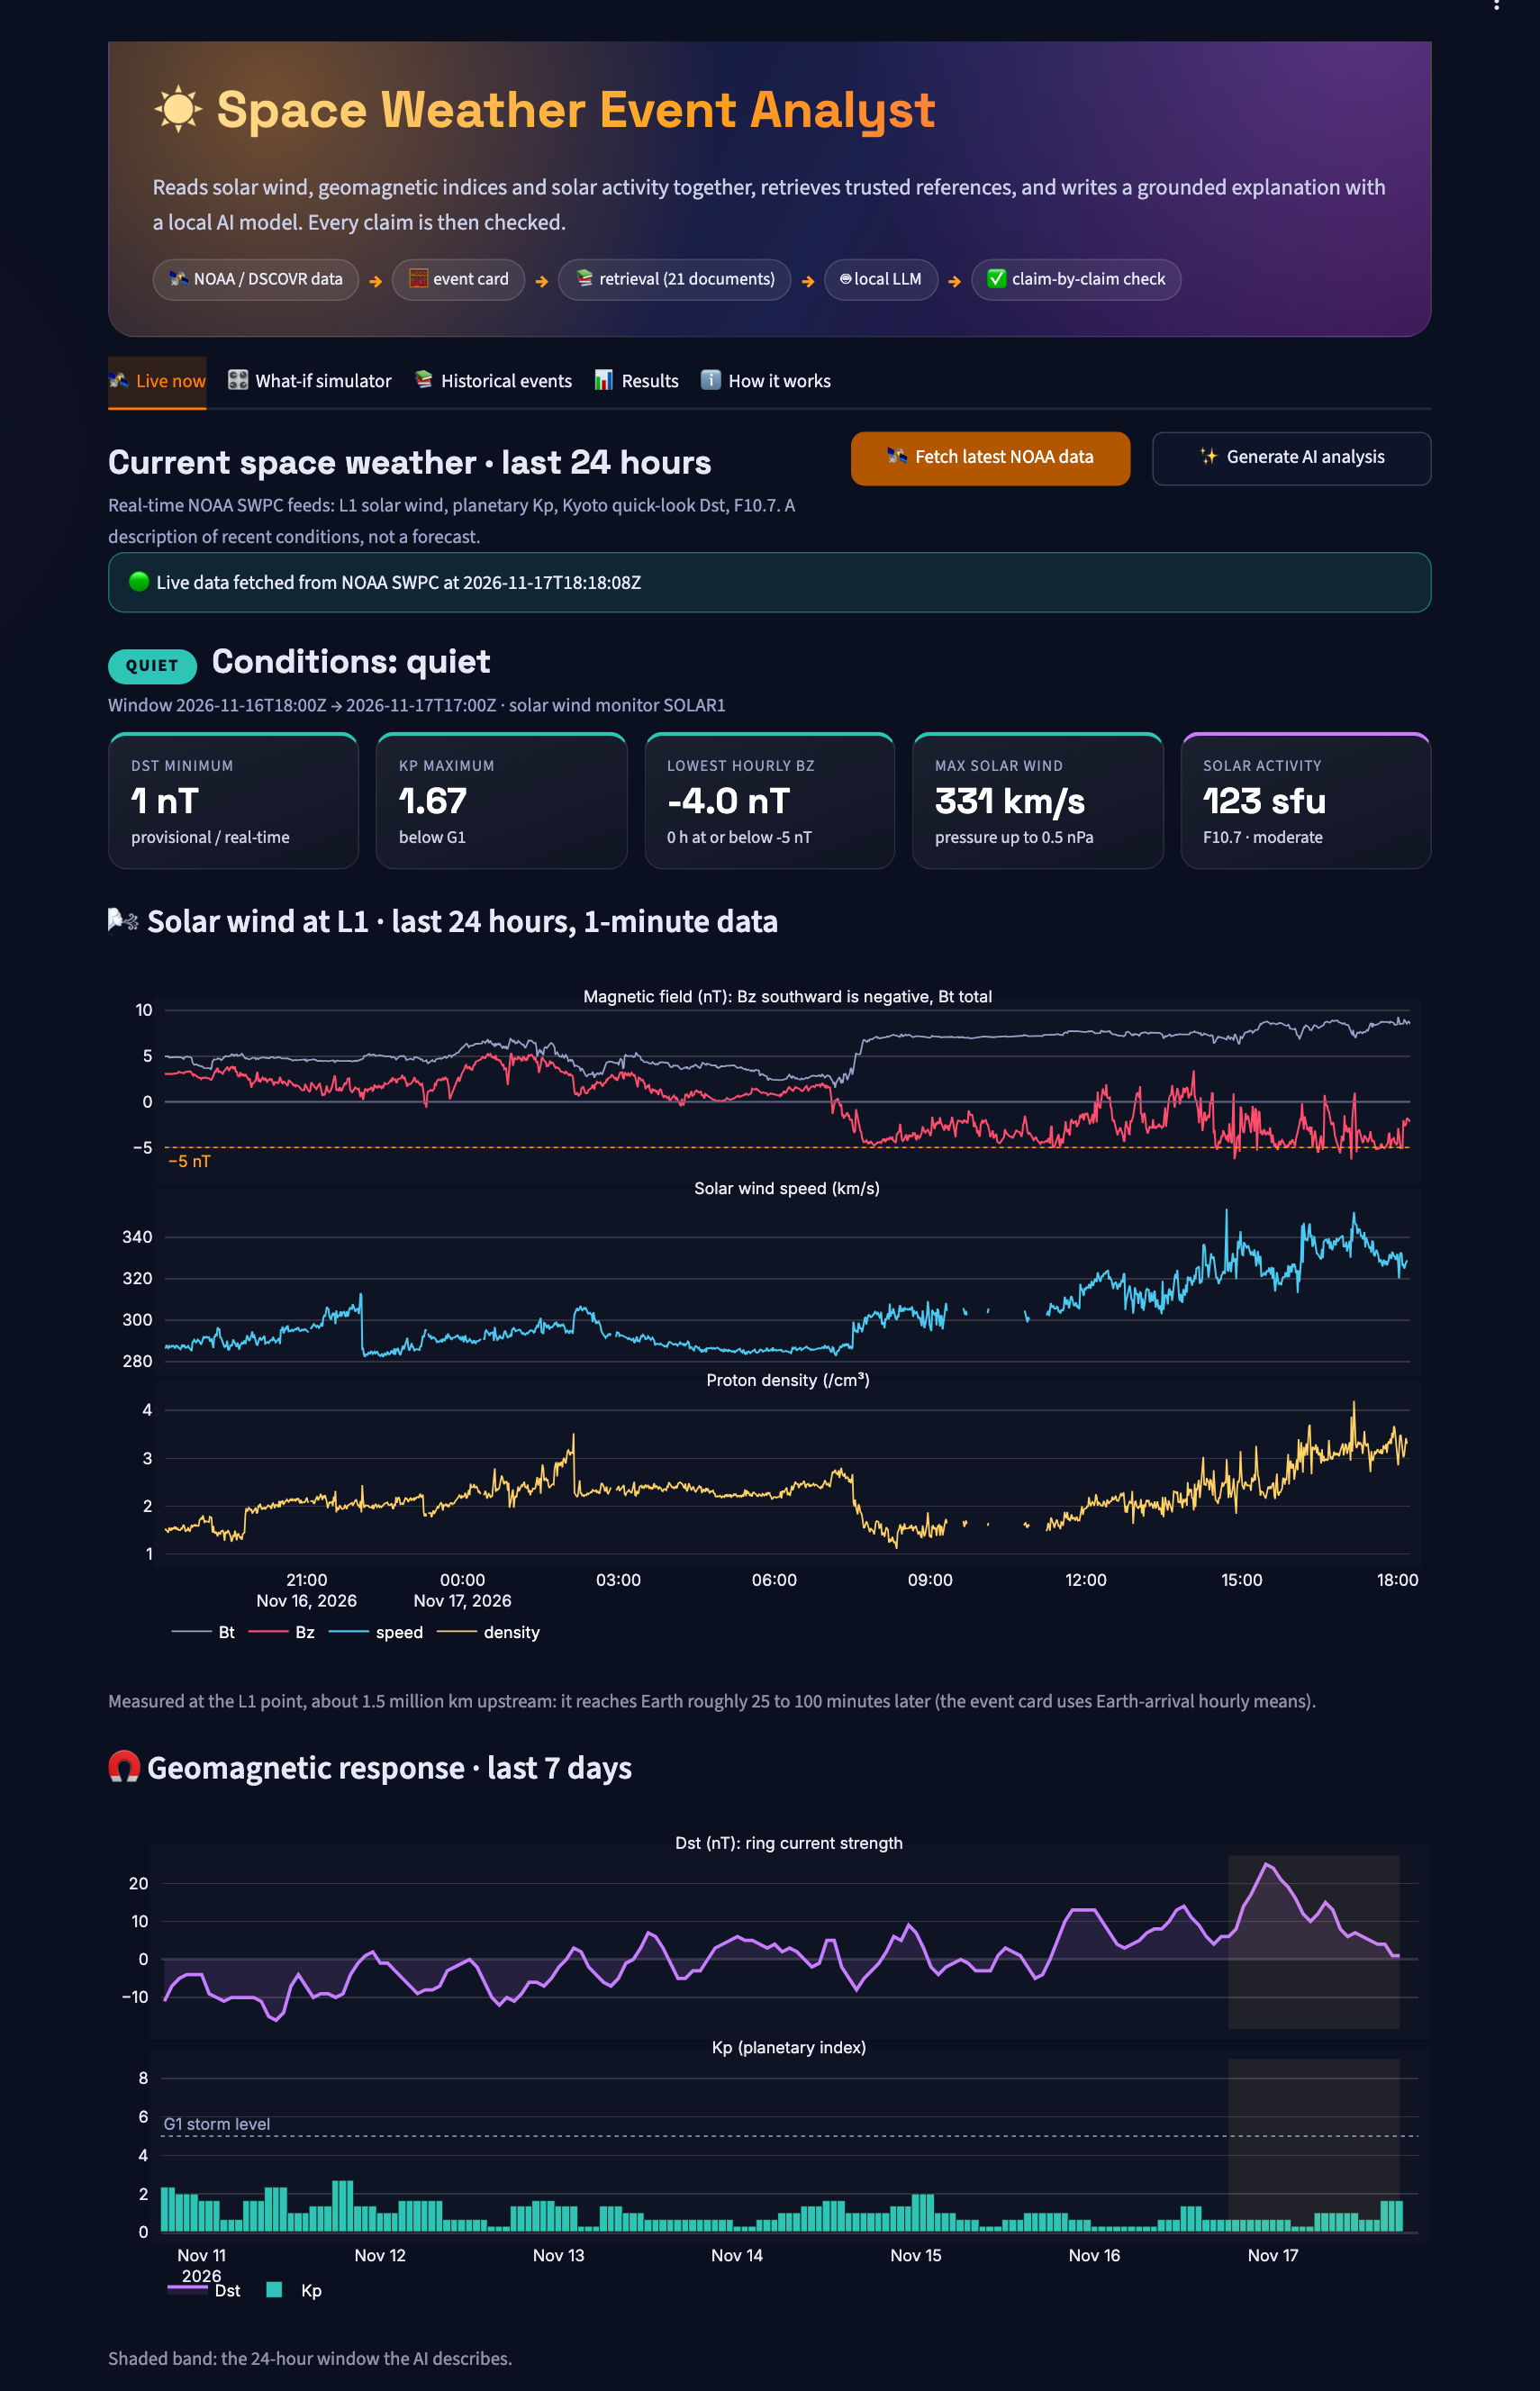 Space Weather Event Analyst
Reads solar wind, geomagnetic indices and solar activity together, retrieves trusted references, and writes a grounded explanation with
a local AI model. Every claim is then checked.
NOAA / DSCOVR data → event card → retrieval (21 documents) → local LLM → claim-by-claim check
Live now What-if simulator Historical events Results How it works
Current space weather · last 24 hours
Fetch latest NOAA data
Generate AI analysis
Real-time NOAA SWPC feeds: L1 solar wind, planetary Kp, Kyoto quick-look Dst, F10.7. A
description of recent conditions, not a forecast.
Live data fetched from NOAA SWPC at 2026-11-17T18:18:08Z
QUIET Conditions: quiet
Window 2026-11-16T18:00Z → 2026-11-17T17:00Z · solar wind monitor SOLAR1
DST MINIMUM
1 nT
provisional / real-time
KP MAXIMUM
1.67
below G1
LOWEST HOURLY BZ
-4.0 nT
0 h at or below -5 nT
MAX SOLAR WIND
331 km/s
pressure up to 0.5 nPa
SOLAR ACTIVITY
123 sfu
F10.7 · moderate
Solar wind at L1 · last 24 hours, 1-minute data
Magnetic field (nT): Bz southward is negative, Bt total
10
5
0
−5
−5 nT
Solar wind speed (km/s)
340
320
300
280
Proton density (/cm³)
4
3
2
1
21:00 00:00 03:00 06:00 09:00 12:00 15:00 18:00
Nov 16, 2026 Nov 17, 2026
Bt Bz speed density
Measured at the L1 point, about 1.5 million km upstream: it reaches Earth roughly 25 to 100 minutes later (the event card uses Earth-arrival hourly means).
Geomagnetic response · last 7 days
Dst (nT): ring current strength
20
10
0
−10
Kp (planetary index)
8
6
G1 storm level
4
2
0
Nov 11 Nov 12 Nov 13 Nov 14 Nov 15 Nov 16 Nov 17
2026
Dst Kp
Shaded band: the 24-hour window the AI describes.